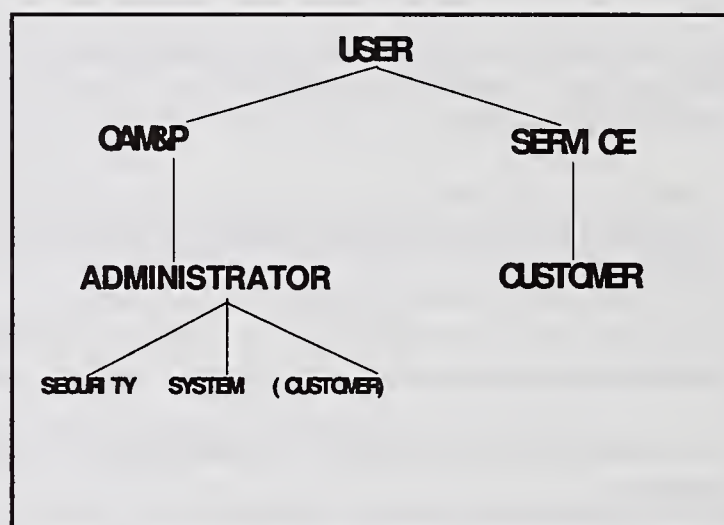 USER
OAM&P SERVICE
ADMINISTRATOR CUSTOMER
SECURITY SYSTEM (CUSTOMER)